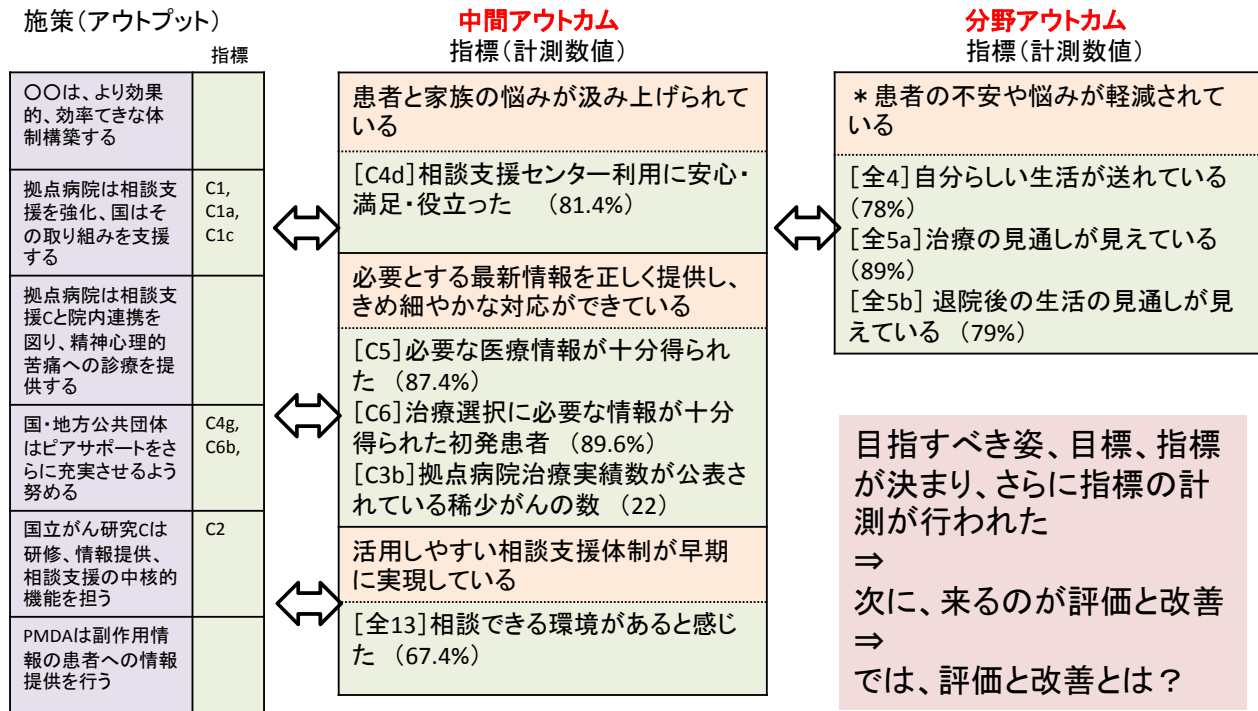 施策(アウトプット)
指標
〇〇は、より効果
的、効率てきな体
制構築する
拠点病院は相談支
援を強化、国はそ
の取り組みを支援
する
C1,
C1a,
C1c
拠点病院は相談支
援Cと院内連携を
図り、精神心理的
苦痛への診療を提
供する
国・地方公共団体
はピアサポートをさ
らに充実させるよう
努める
C4g,
C6b,
国立がん研究Cは
研修、情報提供、
相談支援の中核的
機能を担う
C2
PMDAは副作用情
報の患者への情報
提供を行う
中間アウトカム
指標(計測数値)
患者と家族の悩みが汲み上げられて
いる
[C4d]相談支援センター利用に安心・
満足・役立った (81.4%)
必要とする最新情報を正しく提供し、
きめ細やかな対応ができている
[C5]必要な医療情報が十分得られ
た (87.4%)
[C6]治療選択に必要な情報が十分
得られた初発患者 (89.6%)
[C3b]拠点病院治療実績数が公表さ
れている稀少がんの数 (22)
活用しやすい相談支援体制が早期
に実現している
[全13]相談できる環境があると感じ
た (67.4%)
分野アウトカム
指標(計測数値)
*患者の不安や悩みが軽減されて
いる
[全4]自分らしい生活が送れている
(78%)
[全5a]治療の見通しが見えている
(89%)
[全5b] 退院後の生活の見通しが見
えている (79%)
目指すべき姿、目標、指標
が決まり、さらに指標の計
測が行われた
⇒
次に、来るのが評価と改善
⇒
では、評価と改善とは?